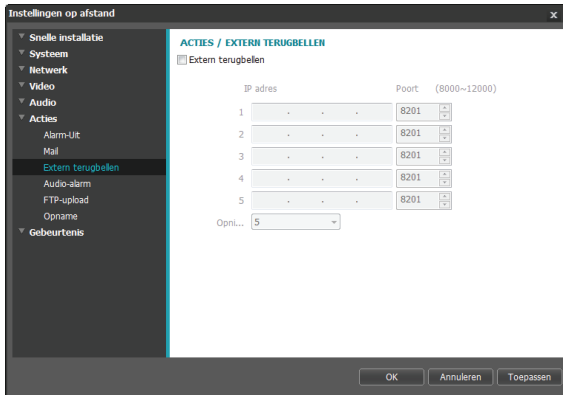 Instellingen op afstand x
Snelle installatie
Systeem
Netwerk
Video
Audio
Acties
Alarm-Uit
Mail
Extern terugbellen
Audio-alarm
FTP-upload
Opname
Gebeurtenis
ACTIES / EXTERN TERUGBELLEN
Extern terugbellen
IP adres Poort (8000~12000)
1 . . . 8201
2 . . . 8201
3 . . . 8201
4 . . . 8201
5 . . . 8201
Opni... 5
OK Annuleren Toepassen